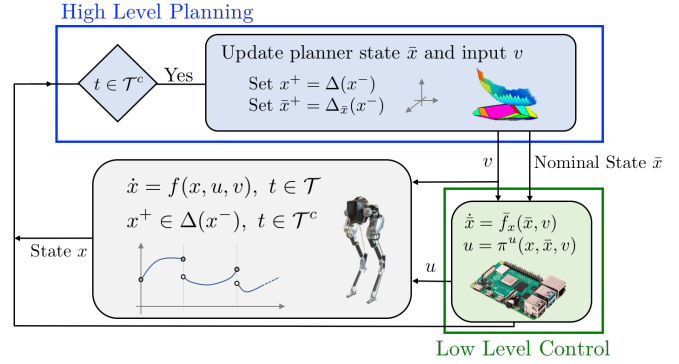 High Level Planning
t ∈ 𝒯ᶜ
Yes
Update planner state x̄ and input v
Set x⁺ = Δ(x⁻)
Set x̄⁺ = Δ_x̄(x⁻)
v
Nominal State x̄
ẋ = f(x, u, v), t ∈ 𝒯
x⁺ ∈ Δ(x⁻), t ∈ 𝒯ᶜ
State x
u
x̄̇ = f̄ₓ(x̄, v)
u = πᵘ(x, x̄, v)
Low Level Control